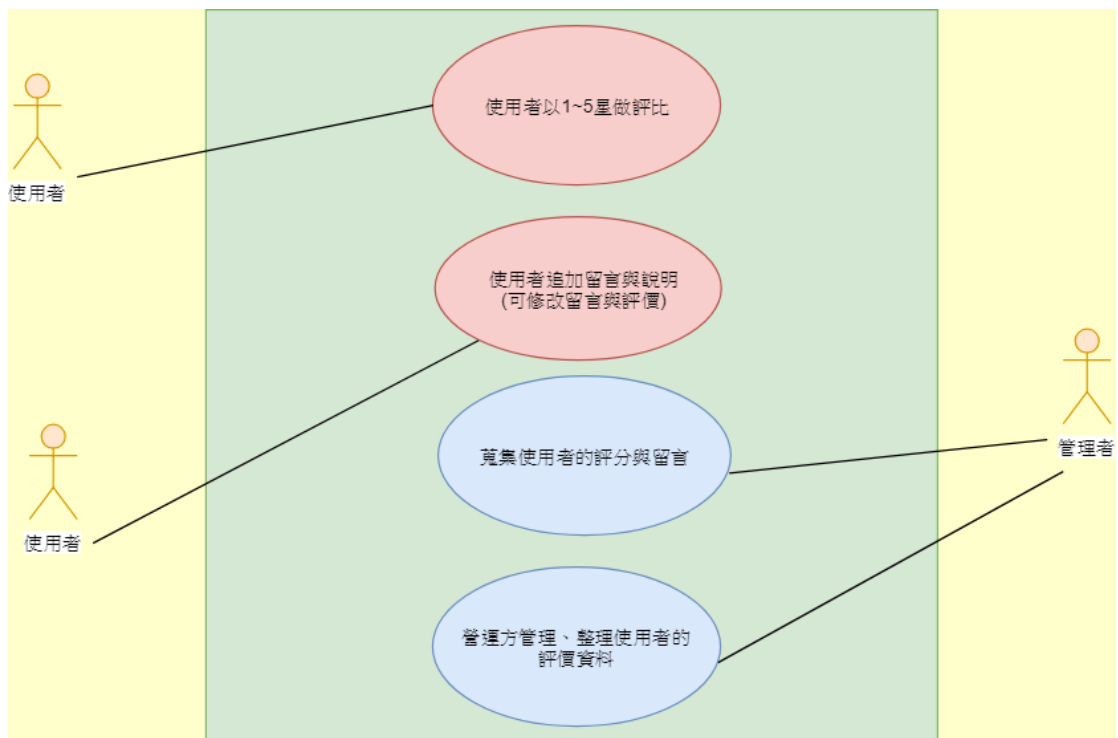 使用者以1~5星做評比
使用者
使用者追加留言與說明
(可修改留言與評價)
蒐集使用者的評分與留言
管理者
使用者
營運方管理、整理使用者的
評價資料